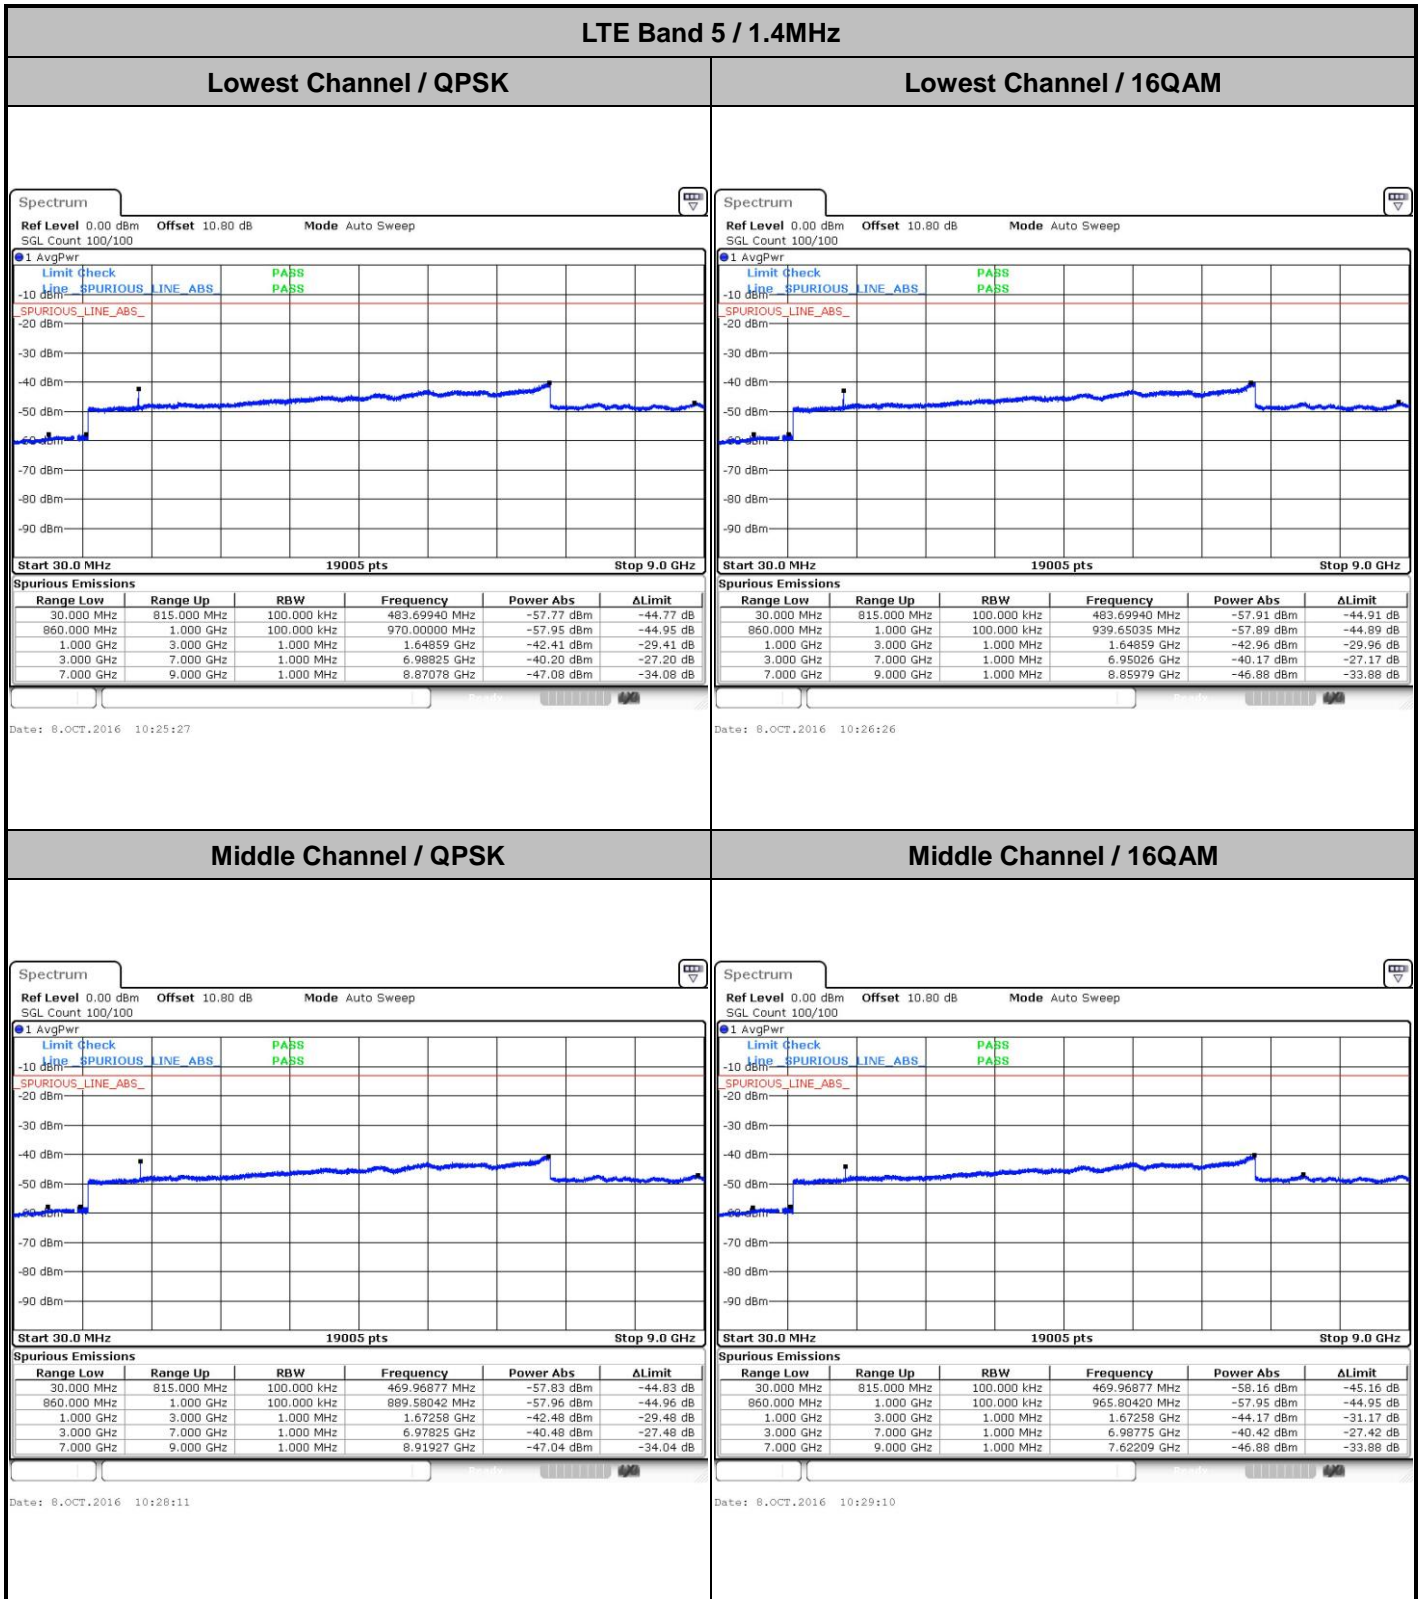 LTE Band 5 / 1.4MHz
Lowest Channel / QPSK
Lowest Channel / 16QAM
Spectrum
Ref Level 0.00 dBm Offset 10.80 dB Mode Auto Sweep
SGL Count 100/100
1 AvgPwr
Limit Check PASS
Line _SPURIOUS_LINE_ABS_ PASS
-10 dBm
_SPURIOUS_LINE_ABS_
-20 dBm
-30 dBm
-40 dBm
-50 dBm
-60 dBm
-70 dBm
-80 dBm
-90 dBm
Start 30.0 MHz 19005 pts Stop 9.0 GHz
Spurious Emissions
Range Low Range Up RBW Frequency Power Abs ΔLimit
30.000 MHz 815.000 MHz 100.000 kHz 483.69940 MHz -57.77 dBm -44.77 dB
860.000 MHz 1.000 GHz 100.000 kHz 970.00000 MHz -57.95 dBm -44.95 dB
1.000 GHz 3.000 GHz 1.000 MHz 1.64859 GHz -42.41 dBm -29.41 dB
3.000 GHz 7.000 GHz 1.000 MHz 6.98825 GHz -40.20 dBm -27.20 dB
7.000 GHz 9.000 GHz 1.000 MHz 8.87078 GHz -47.08 dBm -34.08 dB
Date: 8.OCT.2016 10:25:27
Spectrum
Ref Level 0.00 dBm Offset 10.80 dB Mode Auto Sweep
SGL Count 100/100
1 AvgPwr
Limit Check PASS
Line _SPURIOUS_LINE_ABS_ PASS
-10 dBm
_SPURIOUS_LINE_ABS_
-20 dBm
-30 dBm
-40 dBm
-50 dBm
-60 dBm
-70 dBm
-80 dBm
-90 dBm
Start 30.0 MHz 19005 pts Stop 9.0 GHz
Spurious Emissions
Range Low Range Up RBW Frequency Power Abs ΔLimit
30.000 MHz 815.000 MHz 100.000 kHz 483.69940 MHz -57.91 dBm -44.91 dB
860.000 MHz 1.000 GHz 100.000 kHz 939.65035 MHz -57.89 dBm -44.89 dB
1.000 GHz 3.000 GHz 1.000 MHz 1.64859 GHz -42.96 dBm -29.96 dB
3.000 GHz 7.000 GHz 1.000 MHz 6.95026 GHz -40.17 dBm -27.17 dB
7.000 GHz 9.000 GHz 1.000 MHz 8.85979 GHz -46.88 dBm -33.88 dB
Date: 8.OCT.2016 10:26:26
Middle Channel / QPSK
Middle Channel / 16QAM
Spectrum
Ref Level 0.00 dBm Offset 10.80 dB Mode Auto Sweep
SGL Count 100/100
1 AvgPwr
Limit Check PASS
Line _SPURIOUS_LINE_ABS_ PASS
-10 dBm
_SPURIOUS_LINE_ABS_
-20 dBm
-30 dBm
-40 dBm
-50 dBm
-60 dBm
-70 dBm
-80 dBm
-90 dBm
Start 30.0 MHz 19005 pts Stop 9.0 GHz
Spurious Emissions
Range Low Range Up RBW Frequency Power Abs ΔLimit
30.000 MHz 815.000 MHz 100.000 kHz 469.96877 MHz -57.83 dBm -44.83 dB
860.000 MHz 1.000 GHz 100.000 kHz 889.58042 MHz -57.96 dBm -44.96 dB
1.000 GHz 3.000 GHz 1.000 MHz 1.67258 GHz -42.48 dBm -29.48 dB
3.000 GHz 7.000 GHz 1.000 MHz 6.97825 GHz -40.48 dBm -27.48 dB
7.000 GHz 9.000 GHz 1.000 MHz 8.91927 GHz -47.04 dBm -34.04 dB
Date: 8.OCT.2016 10:28:11
Spectrum
Ref Level 0.00 dBm Offset 10.80 dB Mode Auto Sweep
SGL Count 100/100
1 AvgPwr
Limit Check PASS
Line _SPURIOUS_LINE_ABS_ PASS
-10 dBm
_SPURIOUS_LINE_ABS_
-20 dBm
-30 dBm
-40 dBm
-50 dBm
-60 dBm
-70 dBm
-80 dBm
-90 dBm
Start 30.0 MHz 19005 pts Stop 9.0 GHz
Spurious Emissions
Range Low Range Up RBW Frequency Power Abs ΔLimit
30.000 MHz 815.000 MHz 100.000 kHz 469.96877 MHz -58.16 dBm -45.16 dB
860.000 MHz 1.000 GHz 100.000 kHz 965.80420 MHz -57.95 dBm -44.95 dB
1.000 GHz 3.000 GHz 1.000 MHz 1.67258 GHz -44.17 dBm -31.17 dB
3.000 GHz 7.000 GHz 1.000 MHz 6.98775 GHz -40.42 dBm -27.42 dB
7.000 GHz 9.000 GHz 1.000 MHz 7.62209 GHz -46.88 dBm -33.88 dB
Date: 8.OCT.2016 10:29:10